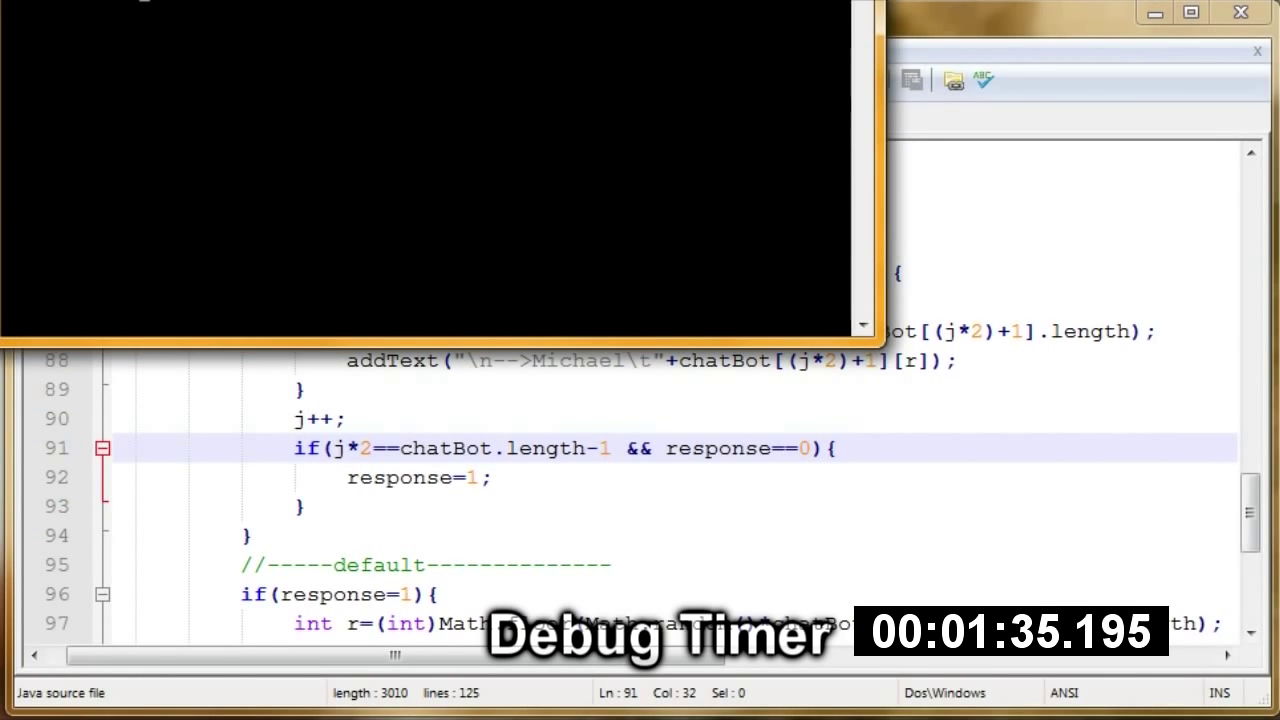 ABC
{
Bot[(j*2)+1].length);
88 addText("\n-->Michael\t"+chatBot[(j*2)+1][r]);
89 }
90 j++;
91 if(j*2==chatBot.length-1 && response==0){
92 response=1;
93 }
94 }
95 //-----default--------------
96 if(response=1){
97 int r=(int)Math th);
Debug Timer 00:01:35.195
Java source file length : 3010 lines : 125 Ln : 91 Col : 32 Sel : 0 Dos\Windows ANSI INS